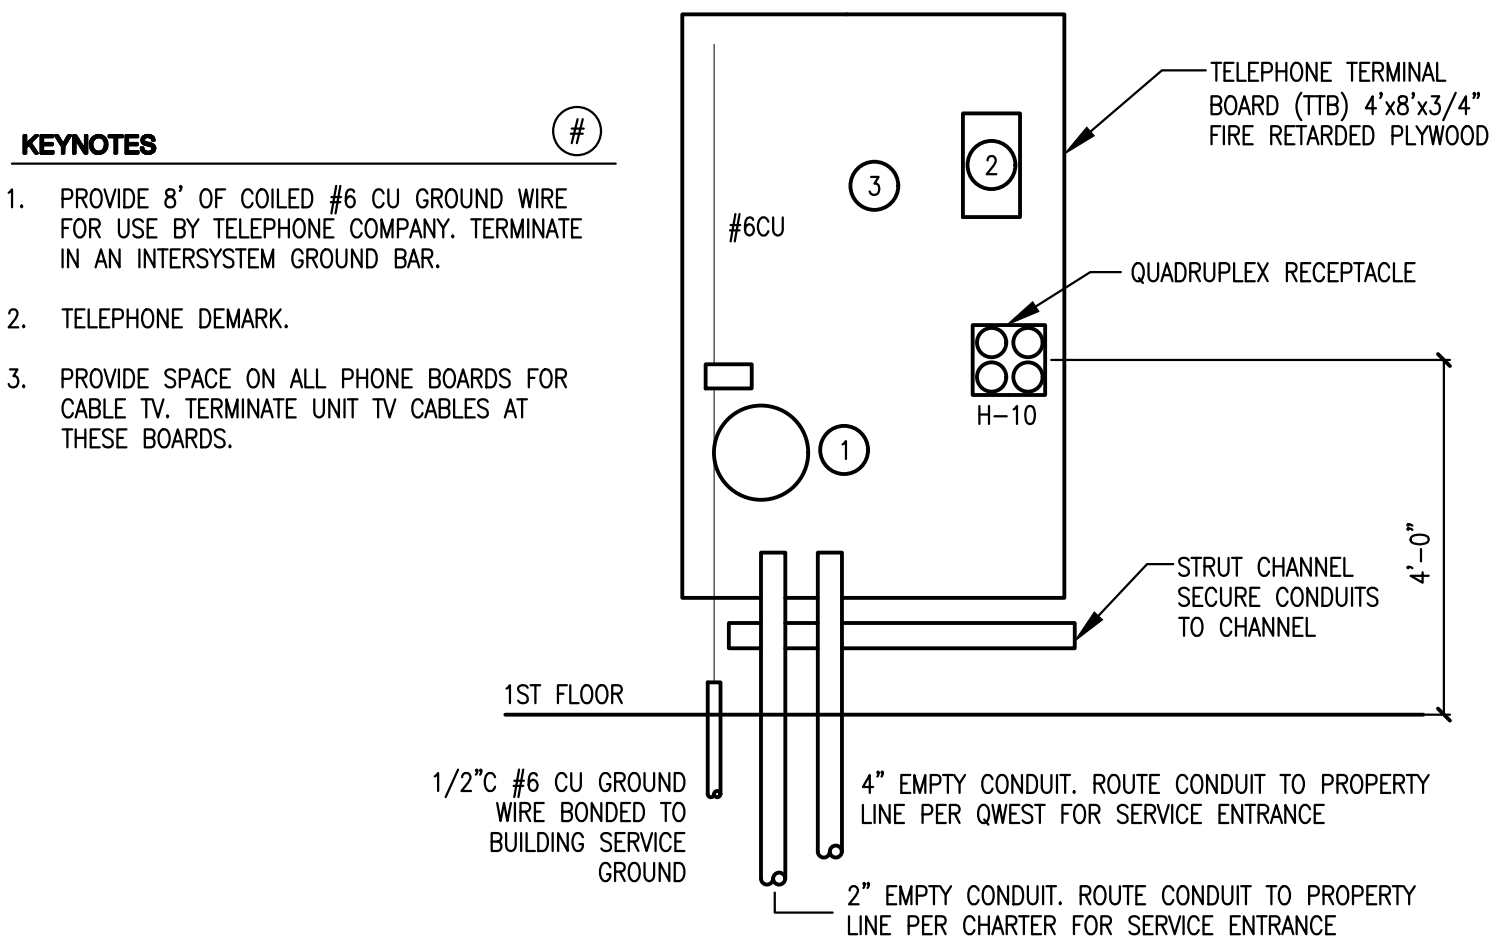 KEYNOTES
#
1. PROVIDE 8' OF COILED #6 CU GROUND WIRE
FOR USE BY TELEPHONE COMPANY. TERMINATE
IN AN INTERSYSTEM GROUND BAR.
2. TELEPHONE DEMARK.
3. PROVIDE SPACE ON ALL PHONE BOARDS FOR
CABLE TV. TERMINATE UNIT TV CABLES AT
THESE BOARDS.
TELEPHONE TERMINAL
BOARD (TTB) 4'x8'x3/4"
FIRE RETARDED PLYWOOD
2
3
#6CU
QUADRUPLEX RECEPTACLE
H-10
1
4'-0"
STRUT CHANNEL
SECURE CONDUITS
TO CHANNEL
1ST FLOOR
1/2"C #6 CU GROUND
WIRE BONDED TO
BUILDING SERVICE
GROUND
4" EMPTY CONDUIT. ROUTE CONDUIT TO PROPERTY
LINE PER QWEST FOR SERVICE ENTRANCE
2" EMPTY CONDUIT. ROUTE CONDUIT TO PROPERTY
LINE PER CHARTER FOR SERVICE ENTRANCE